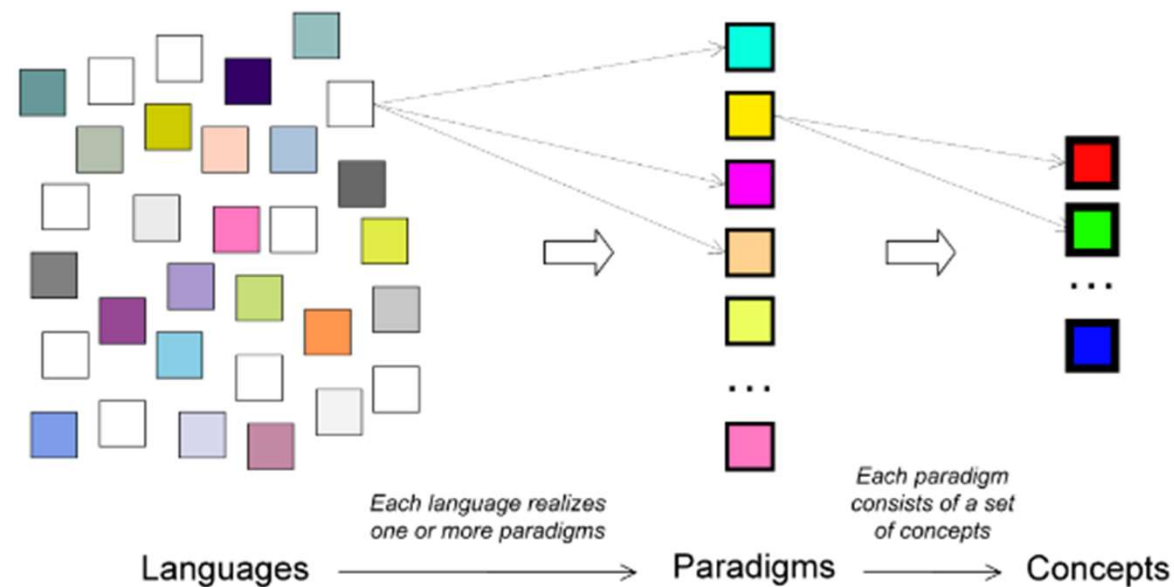 ...
...
Each language realizes
one or more paradigms
Each paradigm
consists of a set
of concepts
Languages
Paradigms
Concepts